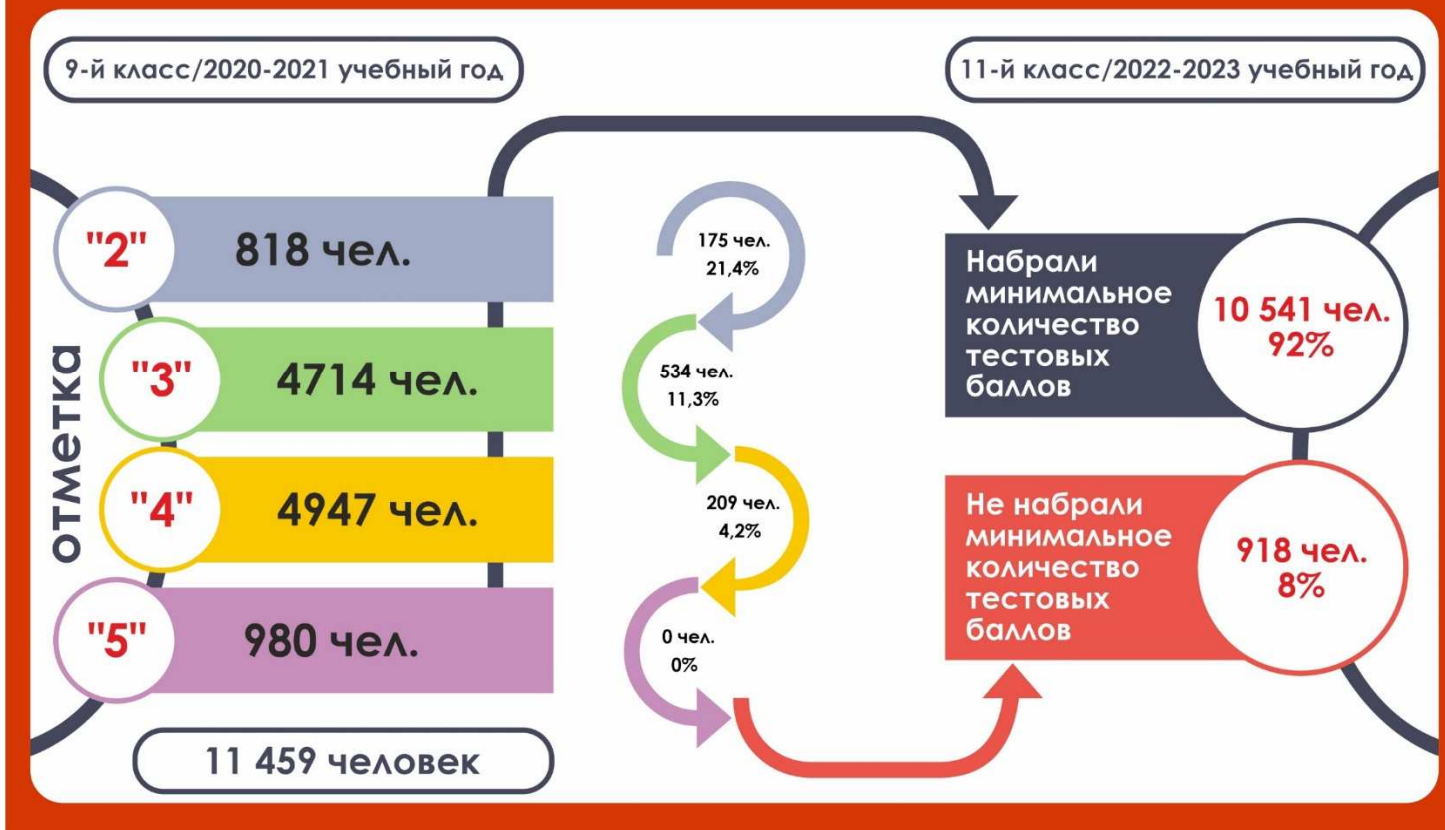 9-й класс/2020-2021 учебный год
11-й класс/2022-2023 учебный год
отметка
"2"
818 чел.
"3"
4714 чел.
"4"
4947 чел.
"5"
980 чел.
11 459 человек
175 чел.
21,4%
534 чел.
11,3%
209 чел.
4,2%
0 чел.
0%
Набрали
минимальное
количество
тестовых
баллов
10 541 чел.
92%
Не набрали
минимальное
количество
тестовых
баллов
918 чел.
8%